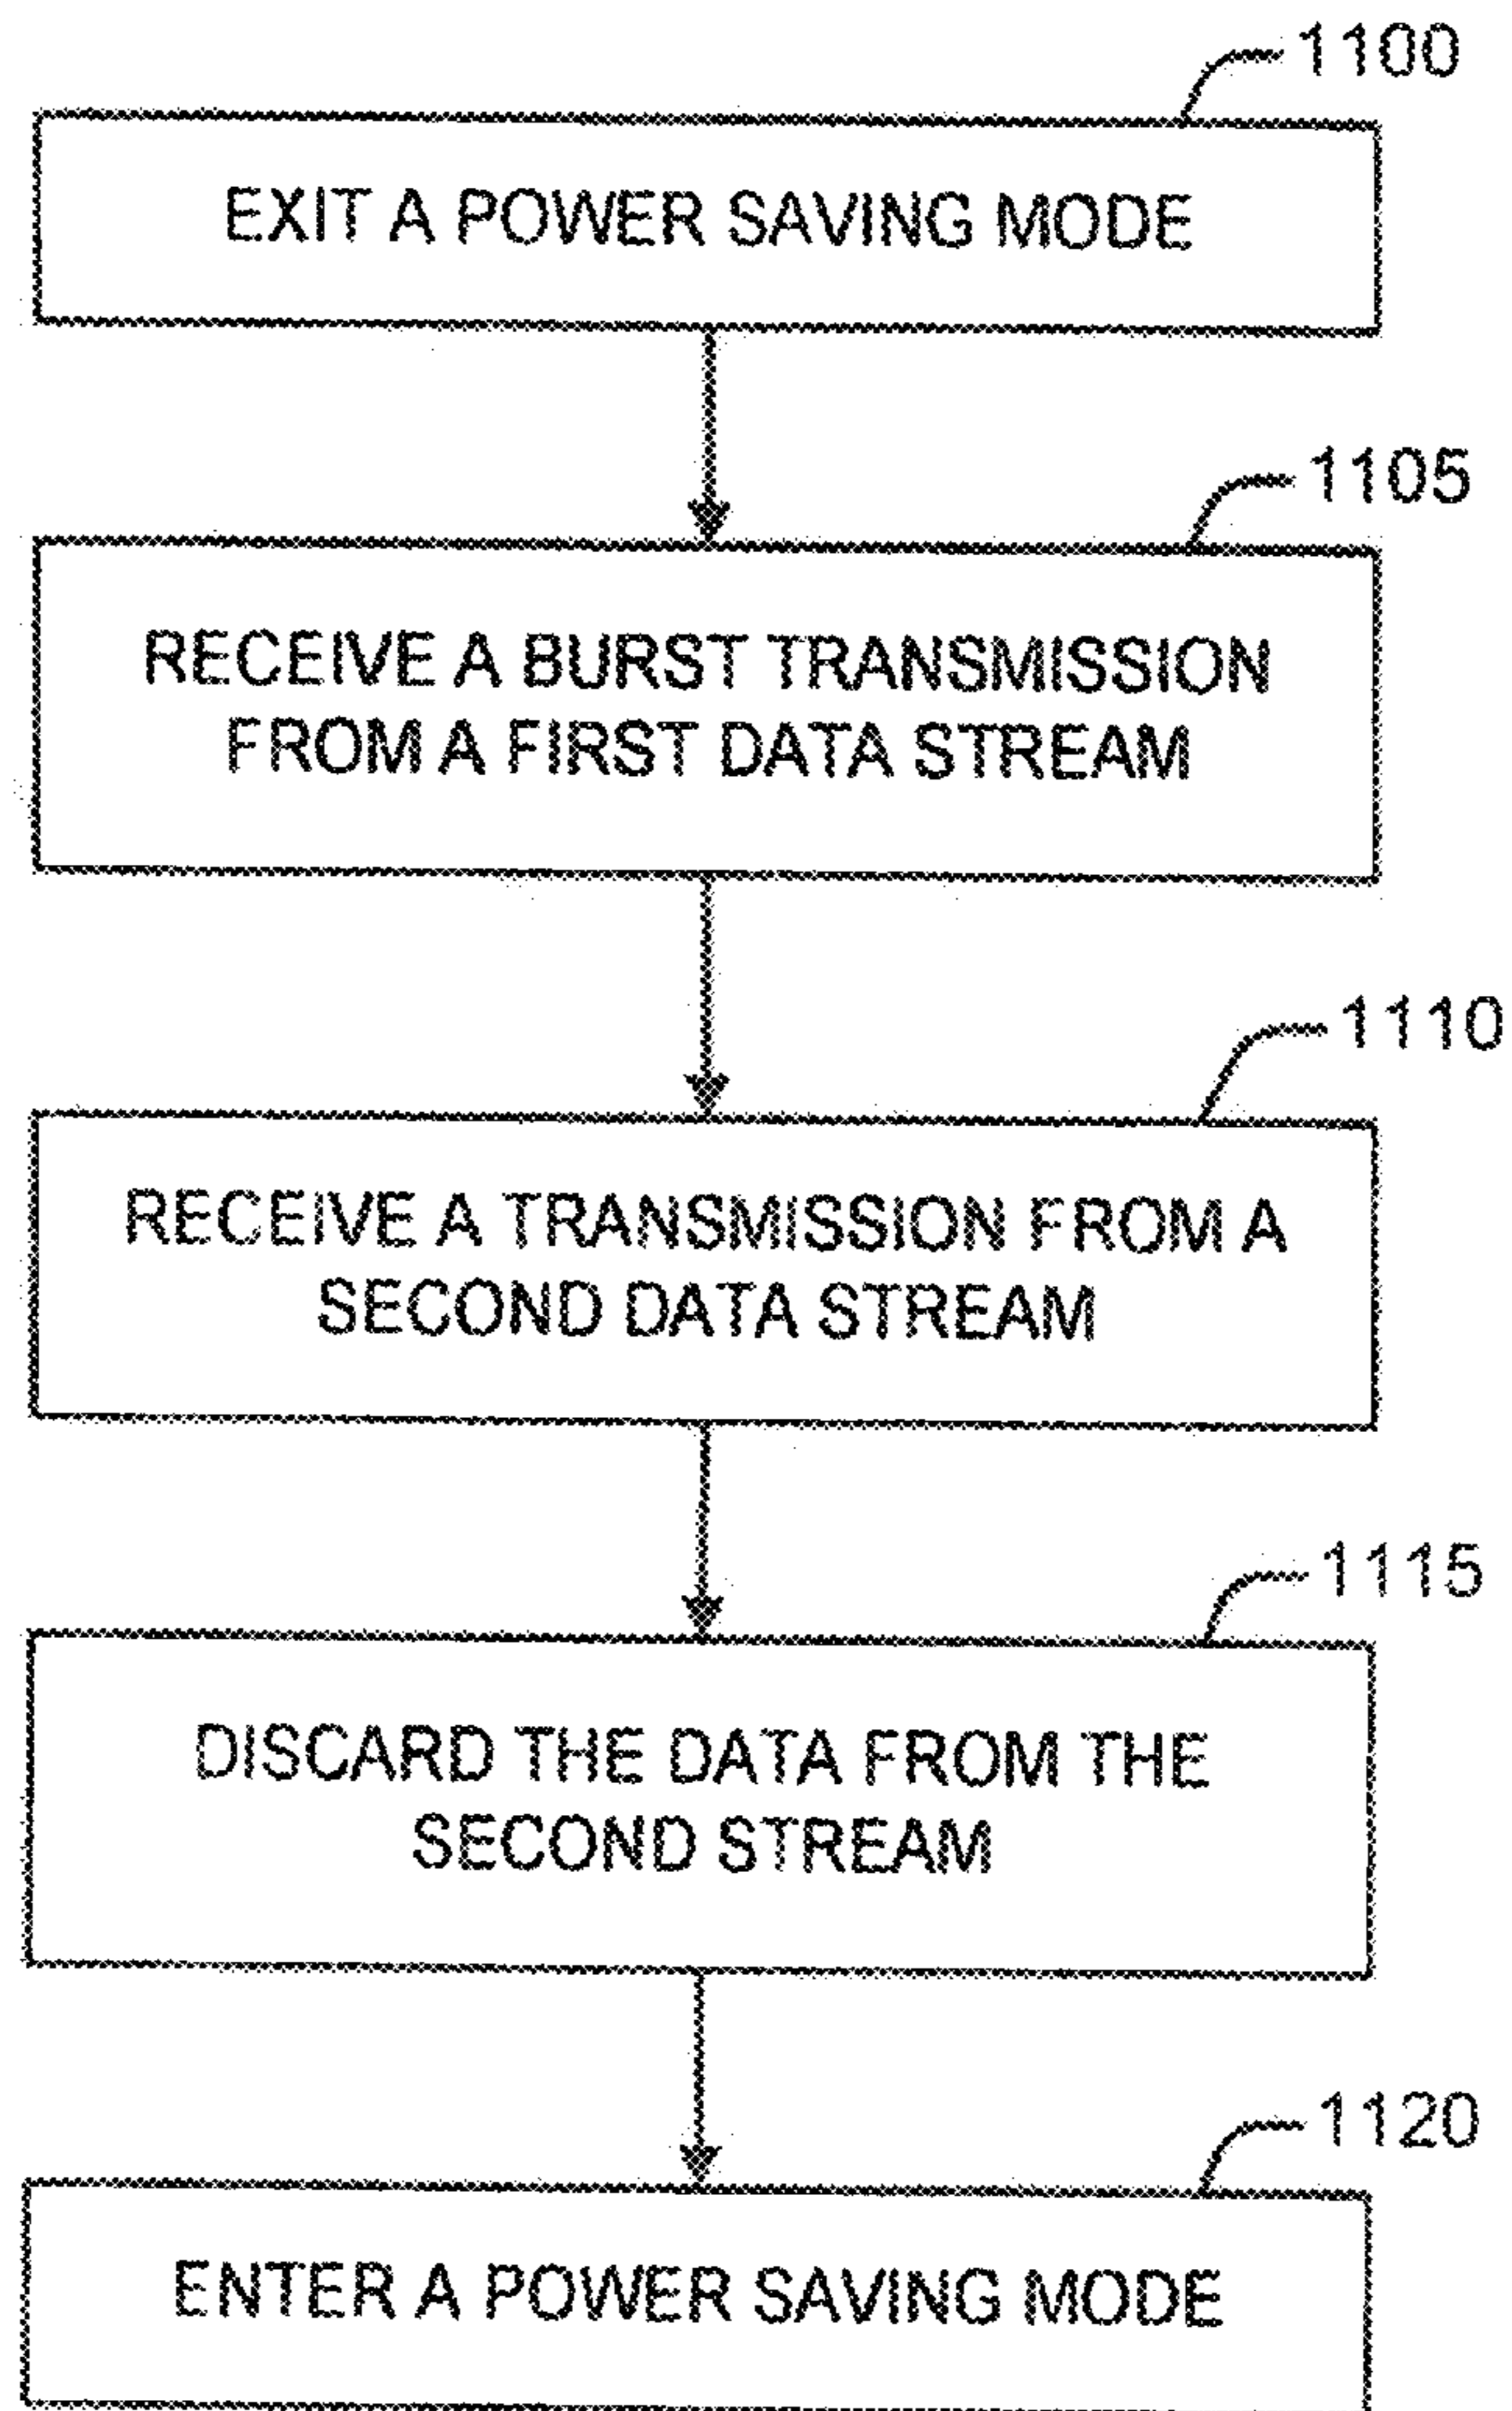 1100
EXIT A POWER SAVING MODE
1105
RECEIVE A BURST TRANSMISSION
FROM A FIRST DATA STREAM
1110
RECEIVE A TRANSMISSION FROM A
SECOND DATA STREAM
1115
DISCARD THE DATA FROM THE
SECOND STREAM
1120
ENTER A POWER SAVING MODE